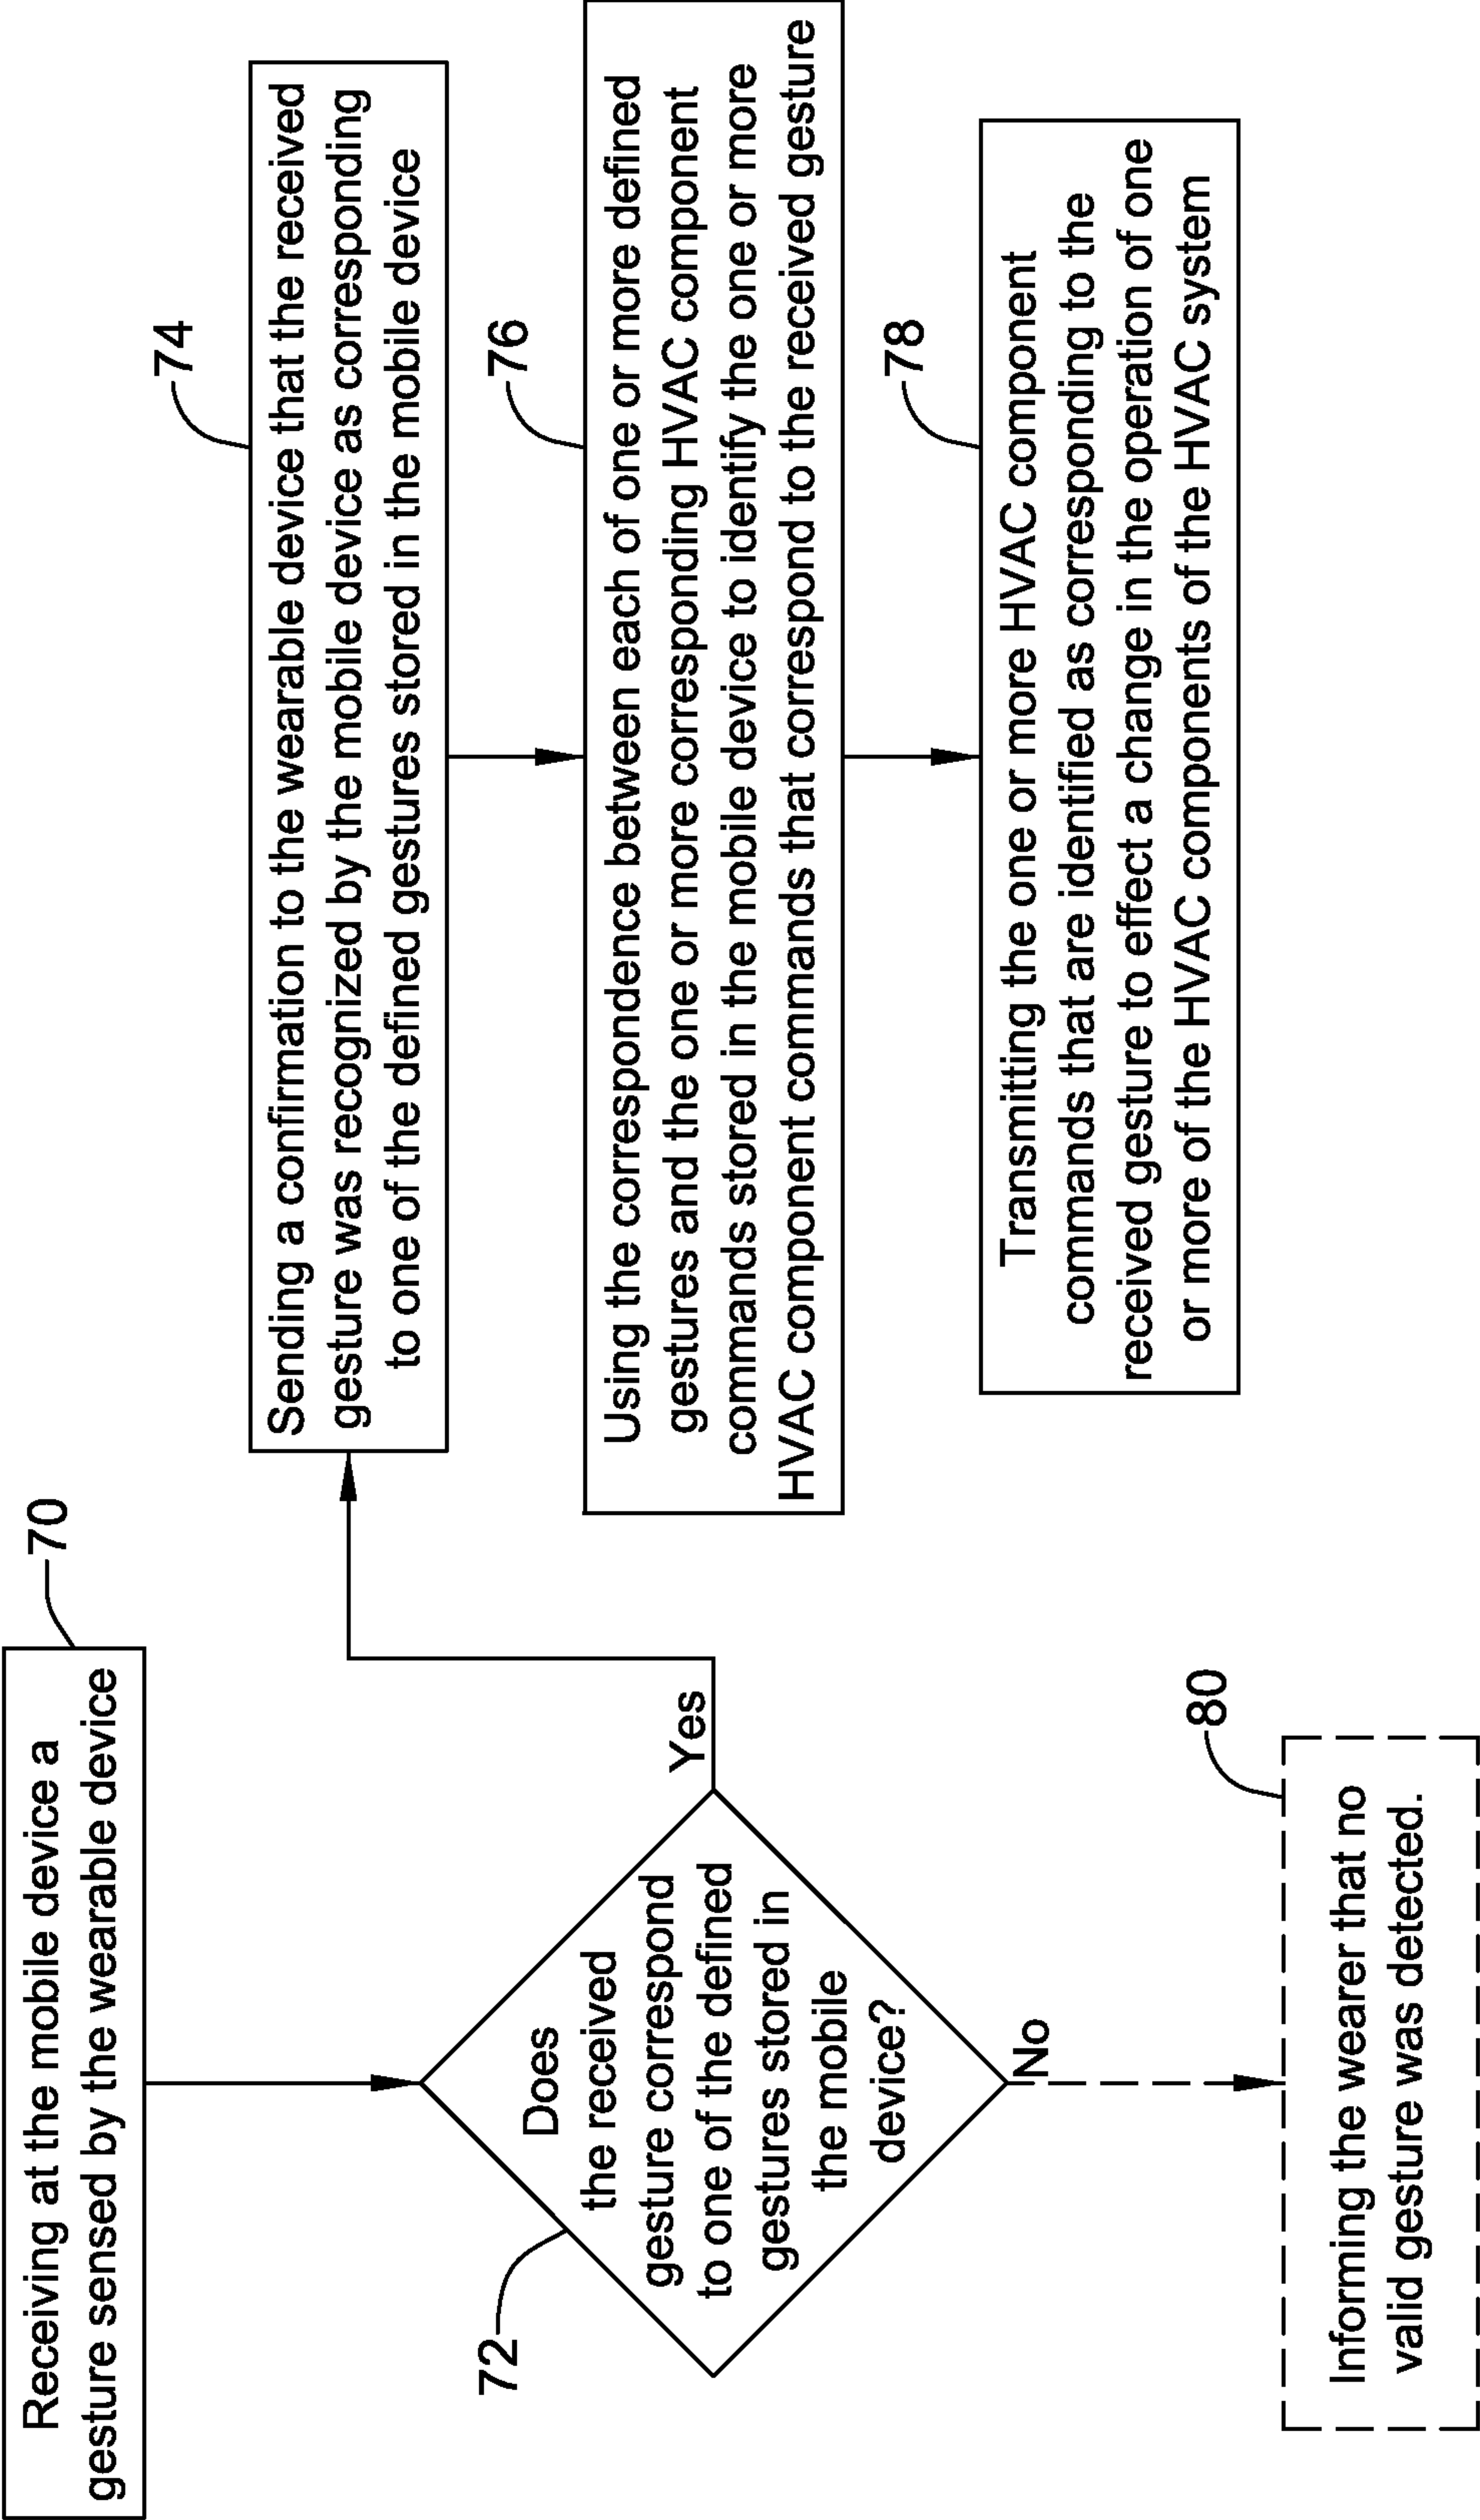 Receiving at the mobile device a
gesture sensed by the wearable device
70
72
Does
the received
gesture correspond
to one of the defined
gestures stored in
the mobile
device?
Yes
No
74
Sending a confirmation to the wearable device that the received
gesture was recognized by the mobile device as corresponding
to one of the defined gestures stored in the mobile device
76
Using the correspondence between each of one or more defined
gestures and the one or more corresponding HVAC component
commands stored in the mobile device to identify the one or more
HVAC component commands that correspond to the received gesture
78
Transmitting the one or more HVAC component
commands that are identified as corresponding to the
received gesture to effect a change in the operation of one
or more of the HVAC components of the HVAC system
80
Informing the wearer that no
valid gesture was detected.